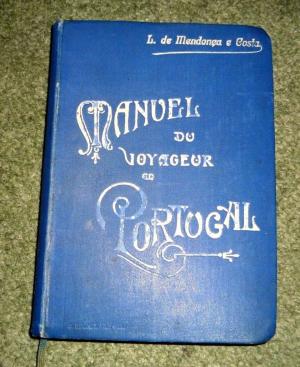 L. de Mendonça e Costa
MANUEL
DU
VOYAGEUR
EN
PORTUGAL